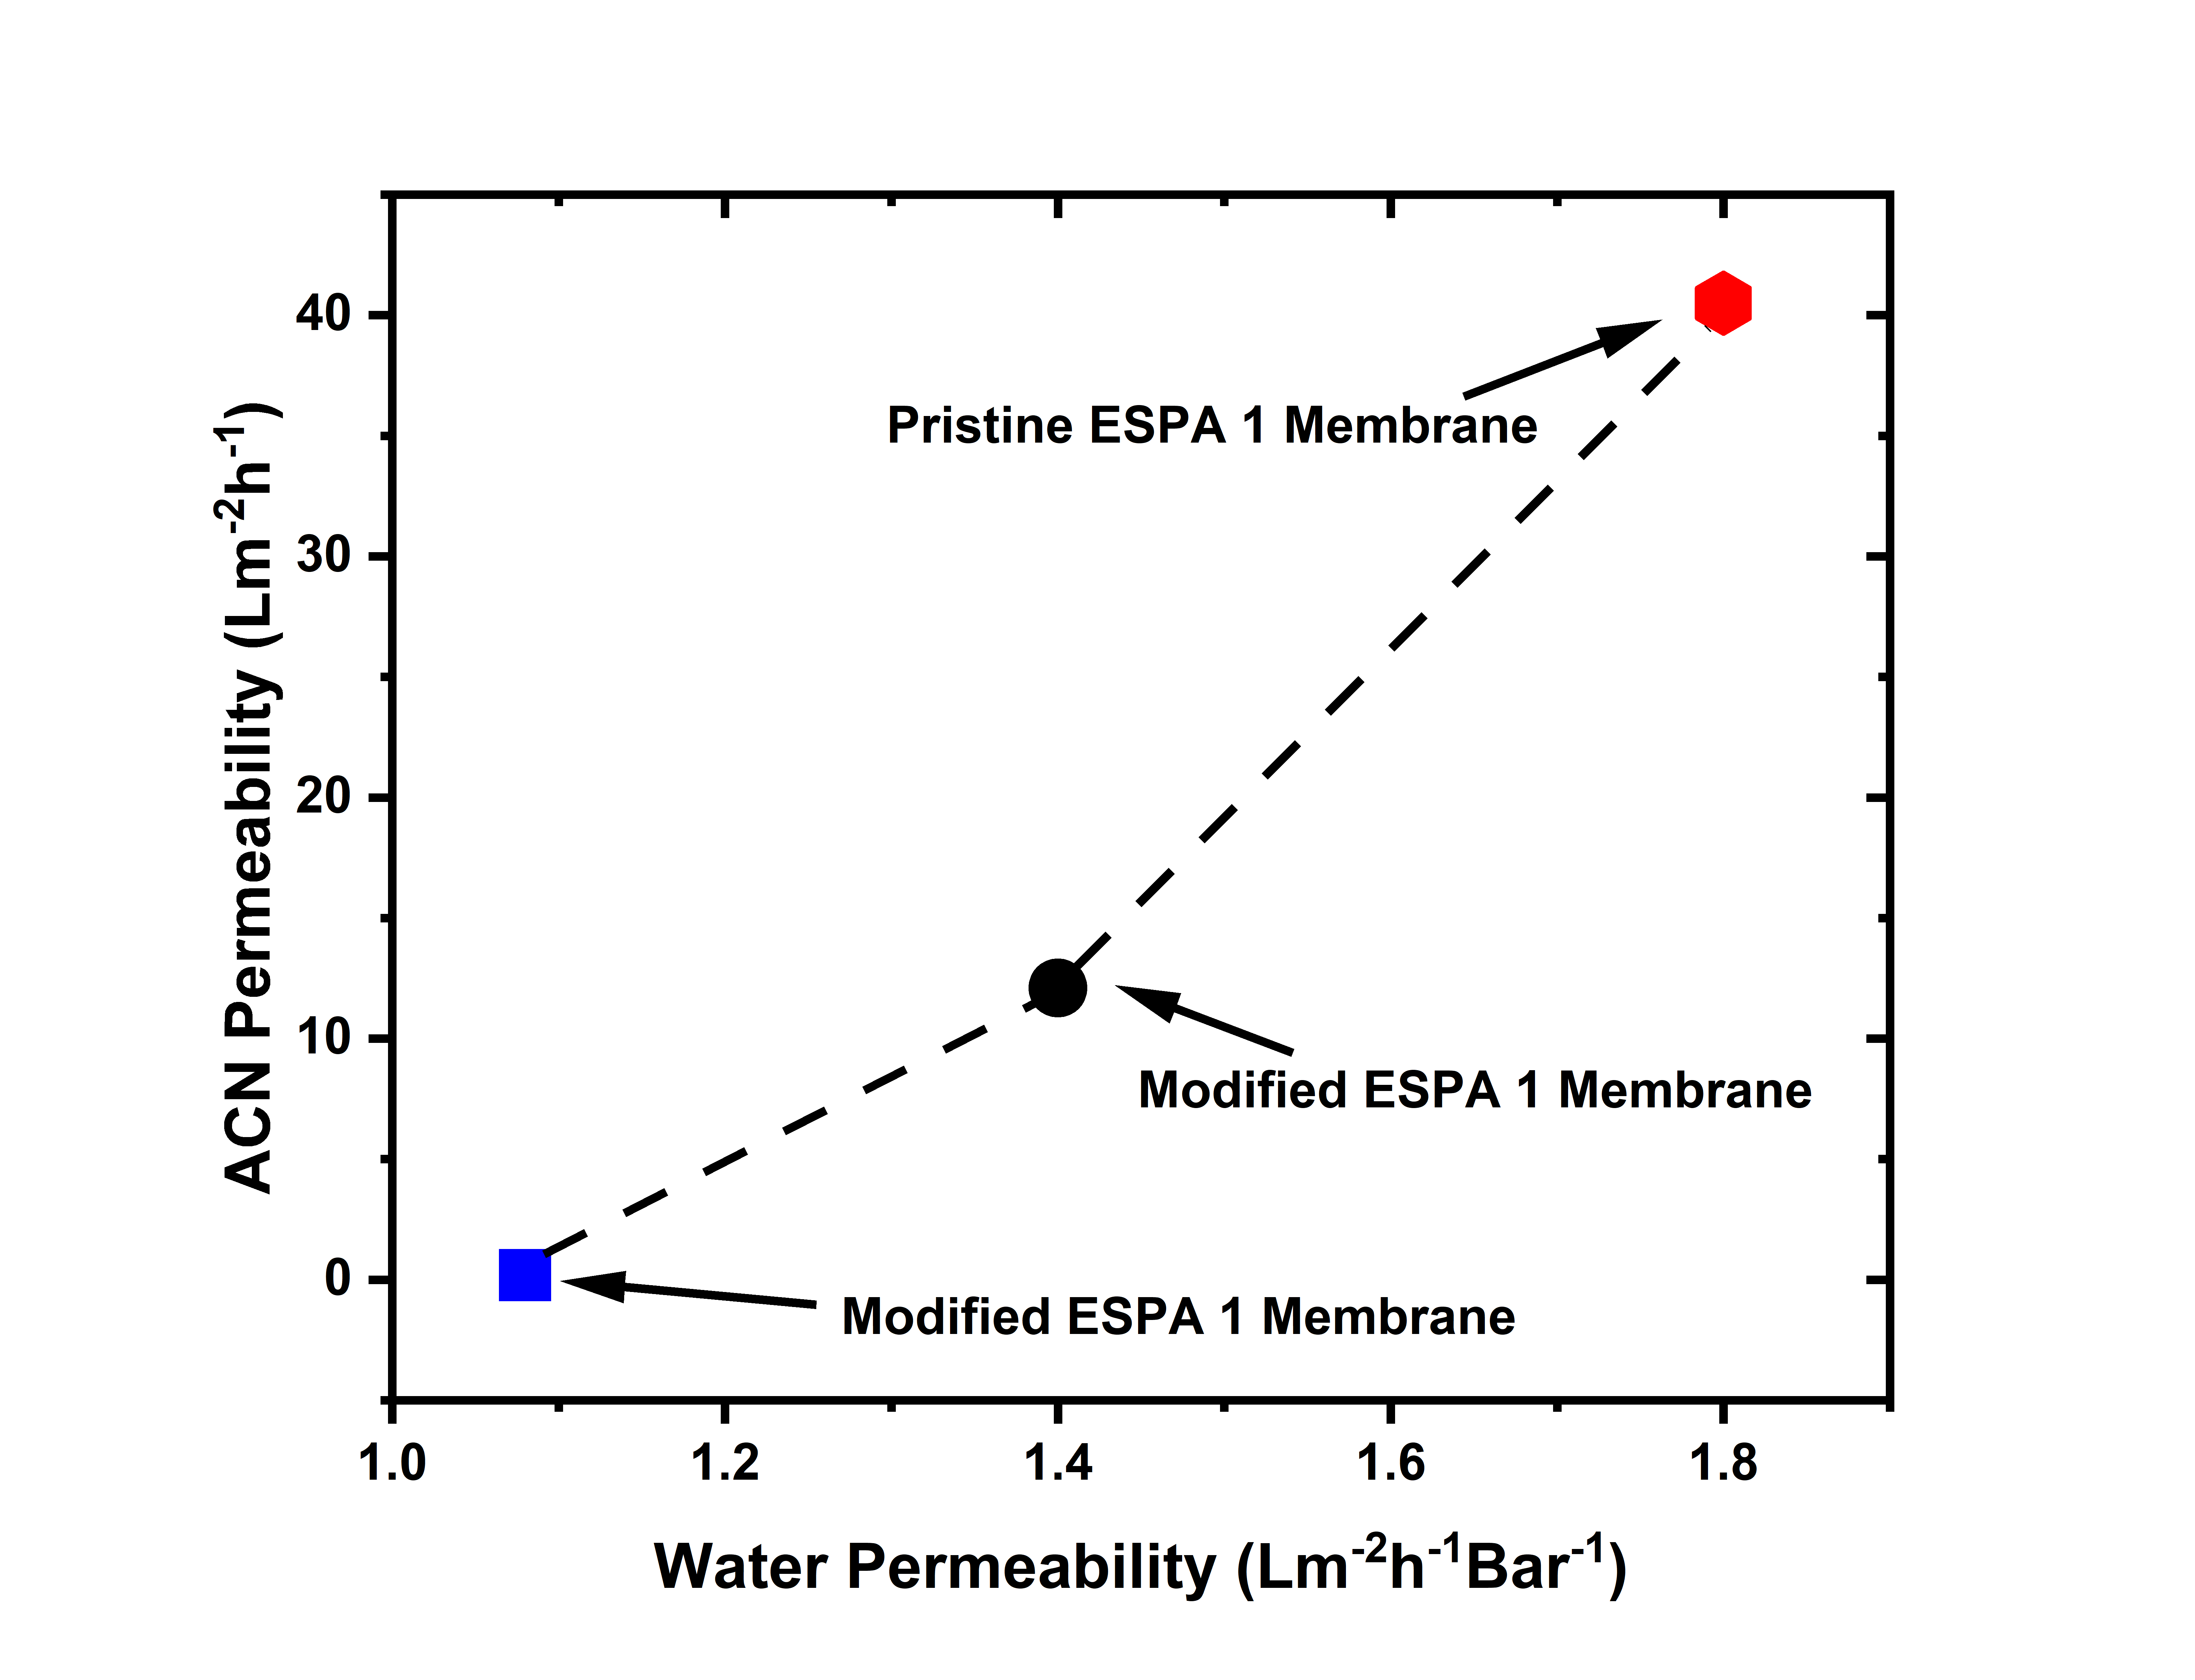 40
Pristine ESPA 1 Membrane
30
20
10
Modified ESPA 1 Membrane
0
Modified ESPA 1 Membrane
ACN Permeability (Lm⁻²h⁻¹)
1.0 1.2 1.4 1.6 1.8
Water Permeability (Lm⁻²h⁻¹Bar⁻¹)